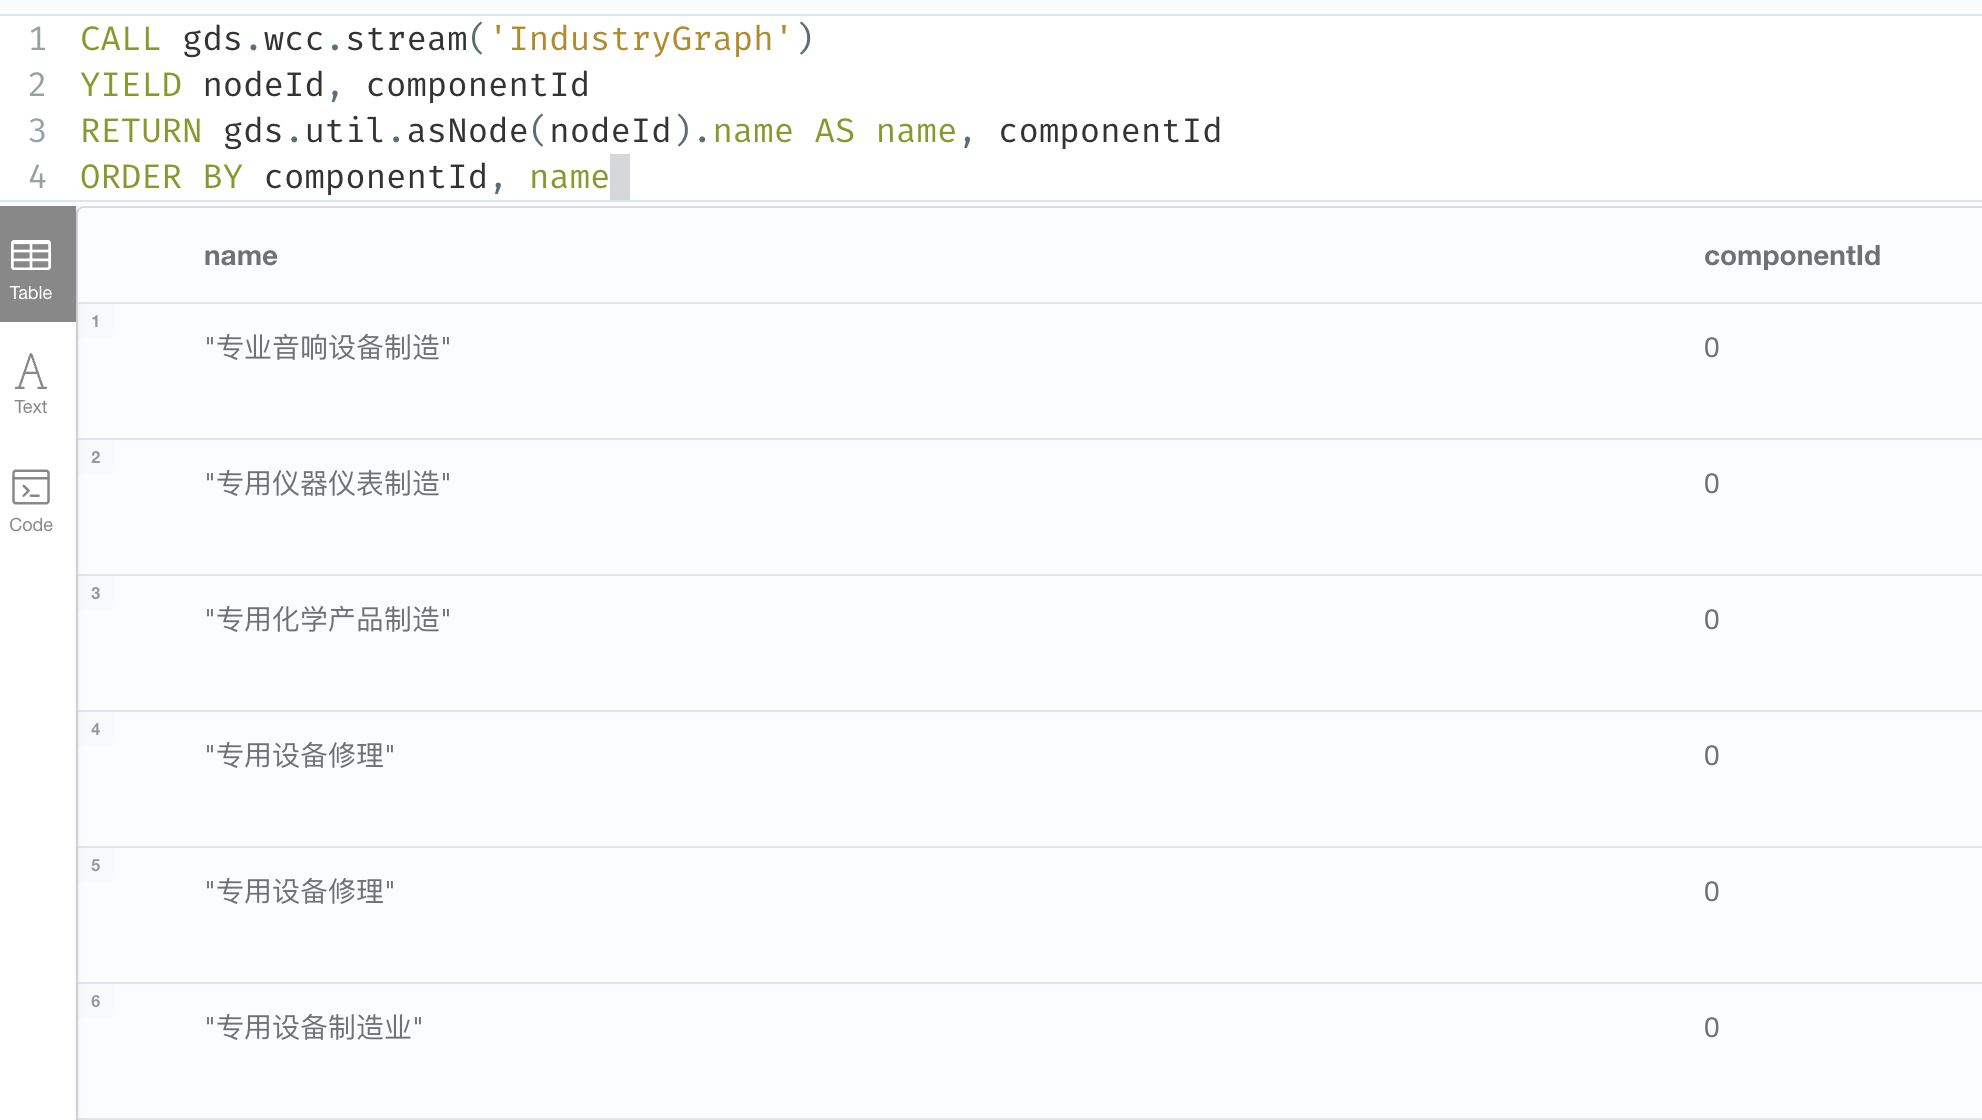 1 CALL gds.wcc.stream('IndustryGraph')
2 YIELD nodeId, componentId
3 RETURN gds.util.asNode(nodeId).name AS name, componentId
4 ORDER BY componentId, name
Table
Text
Code
name componentId
1 "专业音响设备制造" 0
2 "专用仪器仪表制造" 0
3 "专用化学产品制造" 0
4 "专用设备修理" 0
5 "专用设备修理" 0
6 "专用设备制造业" 0